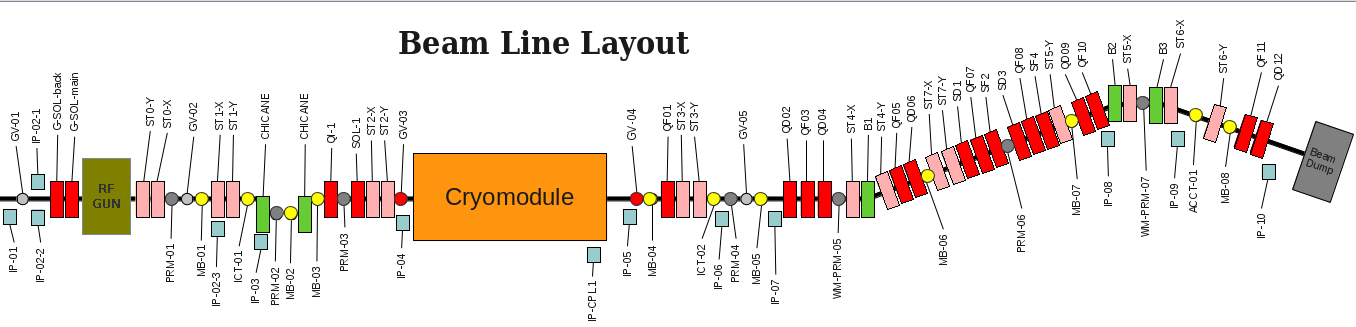 Beam Line Layout
GV-01
IP-02-1
G-SOL-back
G-SOL-main
ST0-Y
ST0-X
GV-02
ST1-X
ST1-Y
CHICANE
CHICANE
QI-1
SOL-1
ST2-X
ST2-Y
GV-03
GV-04
QF01
ST3-X
ST3-Y
GV-05
QD02
QF03
QD04
ST4-X
B1
ST4-Y
QF05
QD06
ST7-X
ST7-Y
SD1
QF07
SF2
SD3
QF08
SF4
ST5-Y
QD09
QF10
B2
ST5-X
B3
ST6-X
ST6-Y
QF11
QD12
RF
GUN
Cryomodule
Beam
Dump
IP-01
IP-02-2
PRM-01
MB-01
IP-02-3
ICT-01
IP-03
PRM-02
MB-02
MB-03
PRM-03
IP-04
IP-CPL1
IP-05
MB-04
ICT-02
IP-06
PRM-04
MB-05
IP-07
WM-PRM-05
MB-06
PRM-06
MB-07
IP-08
WM-PRM-07
IP-09
ACCT-01
MB-08
IP-10